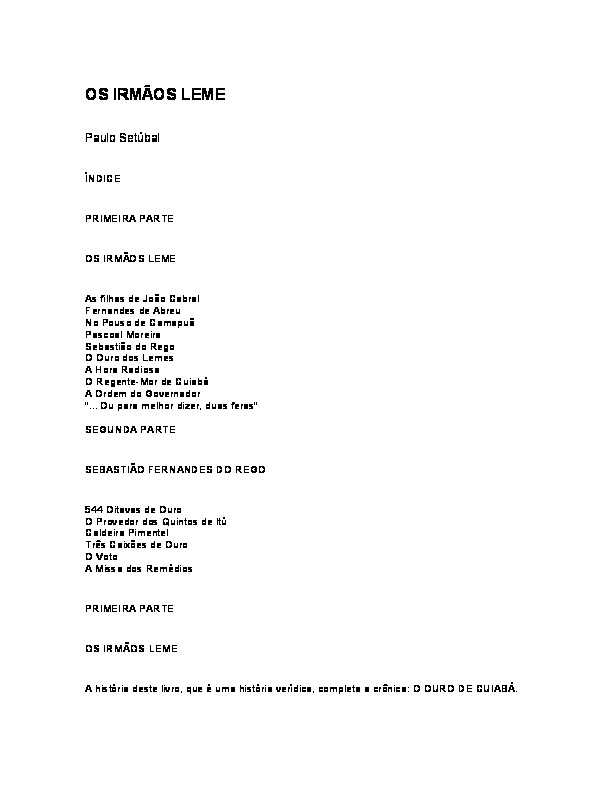 OS IRMÃOS LEME
Paulo Setúbal
ÍNDICE
PRIMEIRA PARTE
OS IRMÃOS LEME
As filhas de João Cabral
Fernandes de Abreu
No Pouso de Camapuã
Pascoal Moreira
Sebastião do Rego
O Ouro dos Lemes
A Hora Radiosa
O Regente-Mor de Cuiabá
A Ordem do Governador
"... Ou para melhor dizer, duas feras"
SEGUNDA PARTE
SEBASTIÃO FERNANDES DO REGO
544 Oitavas de Ouro
O Provedor dos Quintos de Itú
Caldeira Pimentel
Três Caixões de Ouro
O Voto
A Missa dos Remédios
PRIMEIRA PARTE
OS IRMÃOS LEME
A história deste livro, que é uma história verídica, completa a crônica: O OURO DE CUIABÁ.